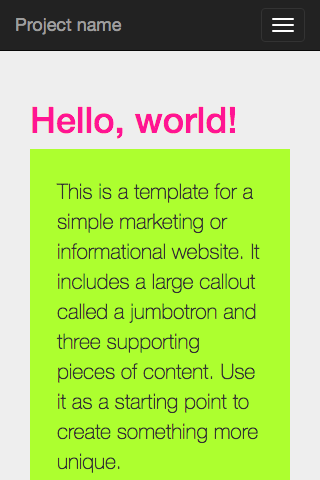 Project name
Hello, world!
This is a template for a
simple marketing or
informational website. It
includes a large callout
called a jumbotron and
three supporting
pieces of content. Use
it as a starting point to
create something more
unique.